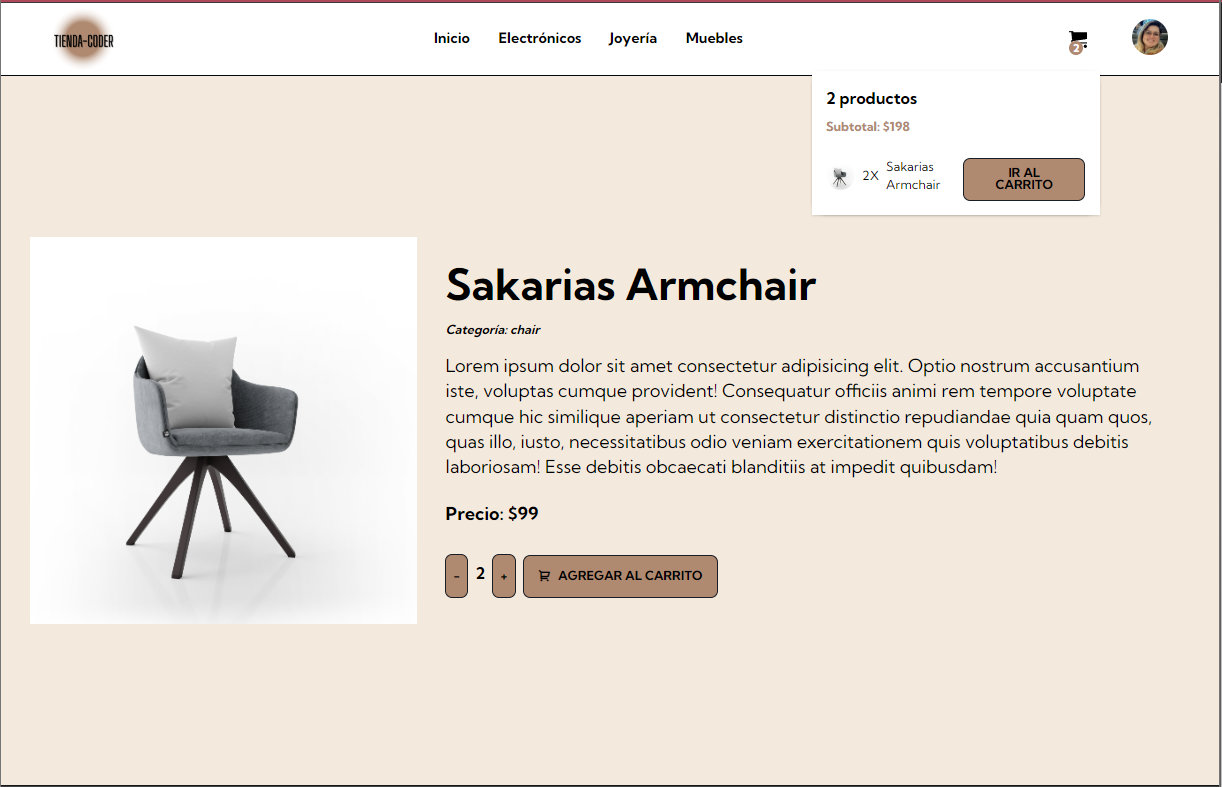 TIENDA-CODER
Inicio
Electrónicos
Joyería
Muebles
2
2 productos
Subtotal: $198
2X
Sakarias
Armchair
IR AL
CARRITO
Sakarias Armchair
Categoría: chair
Lorem ipsum dolor sit amet consectetur adipisicing elit. Optio nostrum accusantium
iste, voluptas cumque provident! Consequatur officiis animi rem tempore voluptate
cumque hic similique aperiam ut consectetur distinctio repudiandae quia quam quos,
quas illo, iusto, necessitatibus odio veniam exercitationem quis voluptatibus debitis
laboriosam! Esse debitis obcaecati blanditiis at impedit quibusdam!
Precio: $99
- 2 +
AGREGAR AL CARRITO